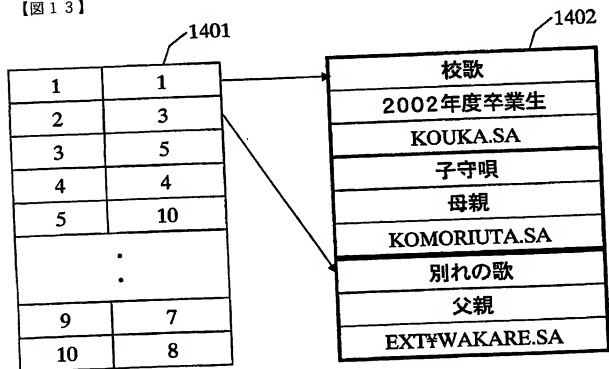 【図13】
1401
1402
1 1
2 3
3 5
4 4
5 10
・
・
9 7
10 8
校歌
2002年度卒業生
KOUKA.SA
子守唄
母親
KOMORIUTA.SA
別れの歌
父親
EXT¥WAKARE.SA